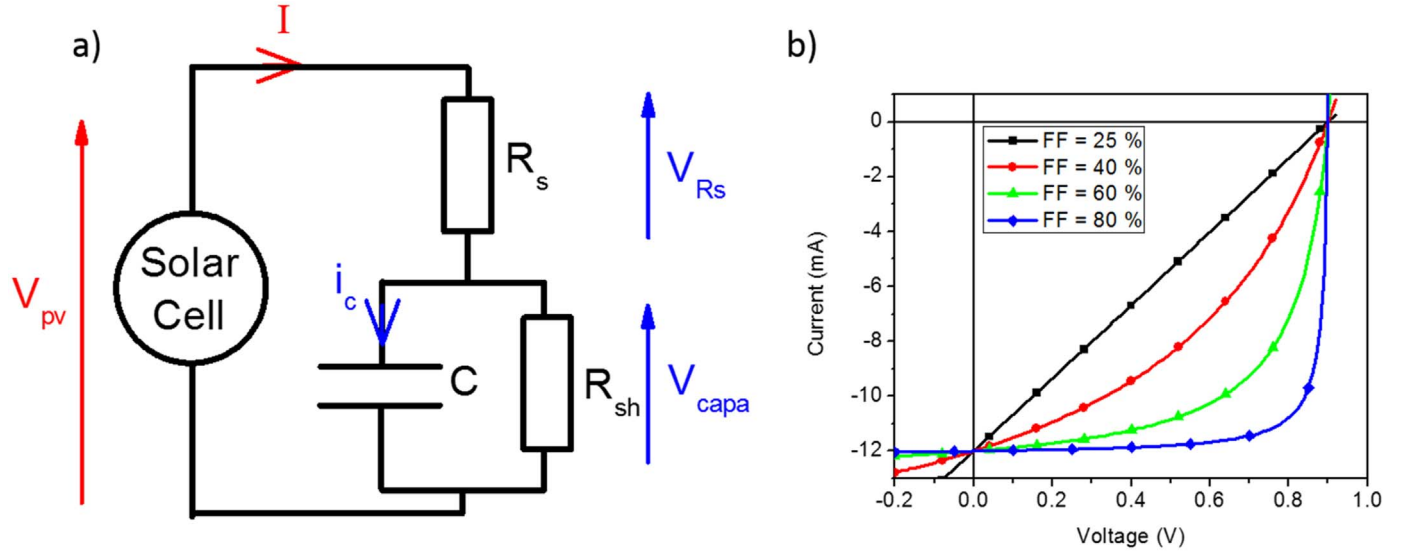 a)
I
Solar
Cell
V pv
R s
V Rs
i c
C
R sh
V capa
b)
FF = 25 %
FF = 40 %
FF = 60 %
FF = 80 %
Current (mA)
0
-2
-4
-6
-8
-10
-12
-0.2 0.0 0.2 0.4 0.6 0.8 1.0
Voltage (V)